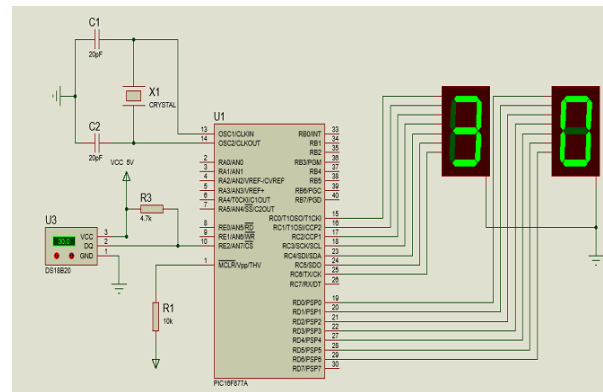 C1
20pF
X1
CRYSTAL
C2
20pF
VCC 5V
R3
4.7k
U3
30.0
VCC 3
DQ 2
GND 1
DS18B20
R1
10k
U1
13 OSC1/CLKIN
14 OSC2/CLKOUT
2 RA0/AN0
3 RA1/AN1
4 RA2/AN2/VREF-/CVREF
5 RA3/AN3/VREF+
6 RA4/T0CKI/C1OUT
7 RA5/AN4/SS/C2OUT
8 RE0/AN5/RD
9 RE1/AN6/WR
10 RE2/AN7/CS
1 MCLR/Vpp/THV
RB0/INT 33
RB1 34
RB2 35
RB3/PGM 36
RB4 37
RB5 38
RB6/PGC 39
RB7/PGD 40
RC0/T1OSO/T1CKI 15
RC1/T1OSI/CCP2 16
RC2/CCP1 17
RC3/SCK/SCL 18
RC4/SDI/SDA 23
RC5/SDO 24
RC6/TX/CK 25
RC7/RX/DT 26
RD0/PSP0 19
RD1/PSP1 20
RD2/PSP2 21
RD3/PSP3 22
RD4/PSP4 27
RD5/PSP5 28
RD6/PSP6 29
RD7/PSP7 30
PIC16F877A
3 0